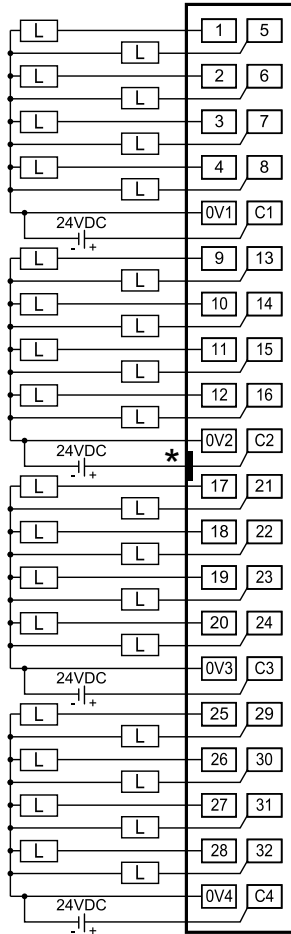 L 1 5
L
L 2 6
L
L 3 7
L
L 4 8
L
0V1 C1
24VDC
- +
L 9 13
L
L 10 14
L
L 11 15
L
L 12 16
L
0V2 C2
24VDC *
- +
L 17 21
L
L 18 22
L
L 19 23
L
L 20 24
L
0V3 C3
24VDC
- +
L 25 29
L
L 26 30
L
L 27 31
L
L 28 32
L
0V4 C4
24VDC
- +